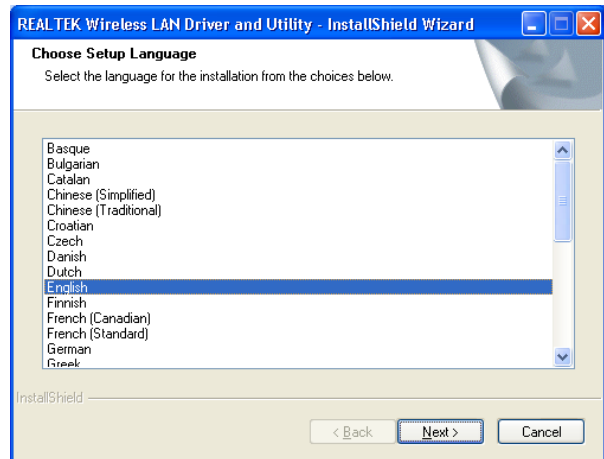 REALTEK Wireless LAN Driver and Utility - InstallShield Wizard
Choose Setup Language
Select the language for the installation from the choices below.
Basque
Bulgarian
Catalan
Chinese (Simplified)
Chinese (Traditional)
Croatian
Czech
Danish
Dutch
English
Finnish
French (Canadian)
French (Standard)
German
Greek
InstallShield
< Back
Next >
Cancel